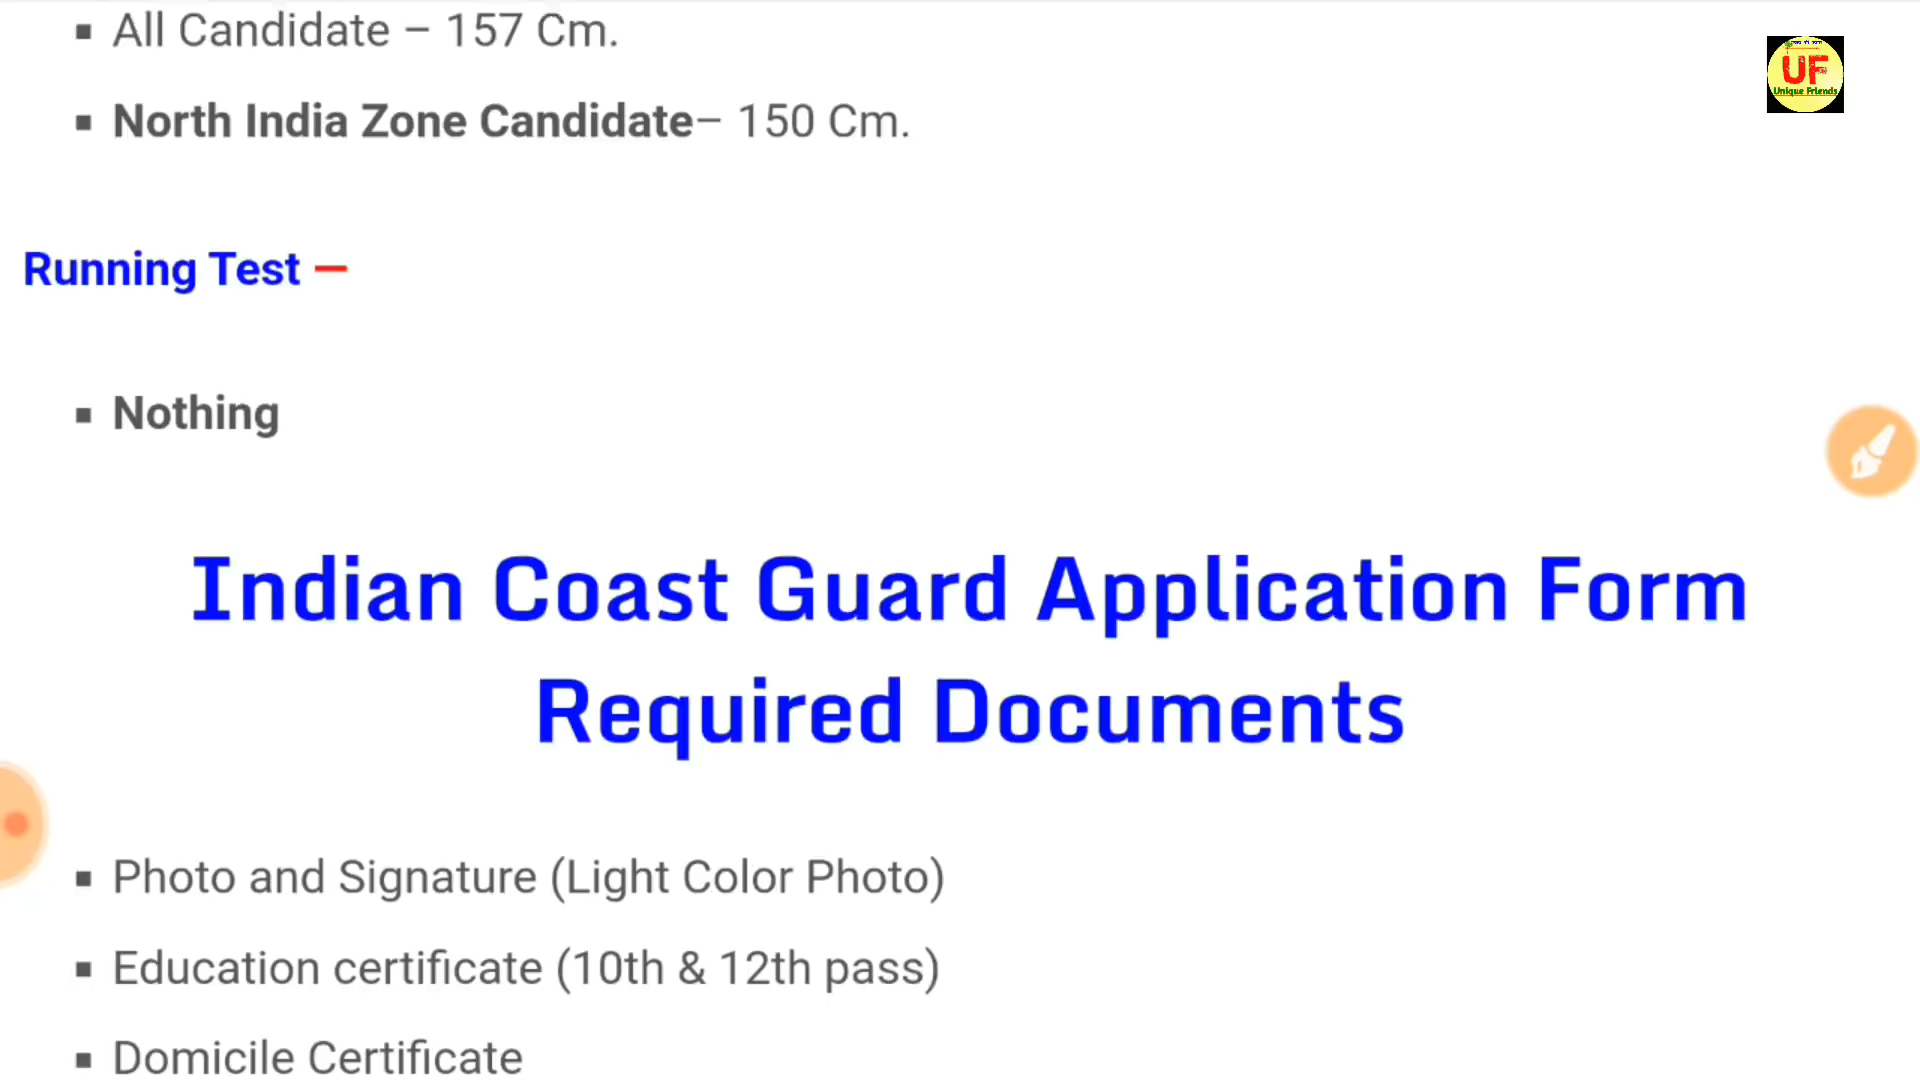 All Candidate – 157 Cm.
North India Zone Candidate– 150 Cm.
UF
Unique Friends
Running Test —
Nothing
Indian Coast Guard Application Form
Required Documents
Photo and Signature (Light Color Photo)
Education certificate (10th & 12th pass)
Domicile Certificate